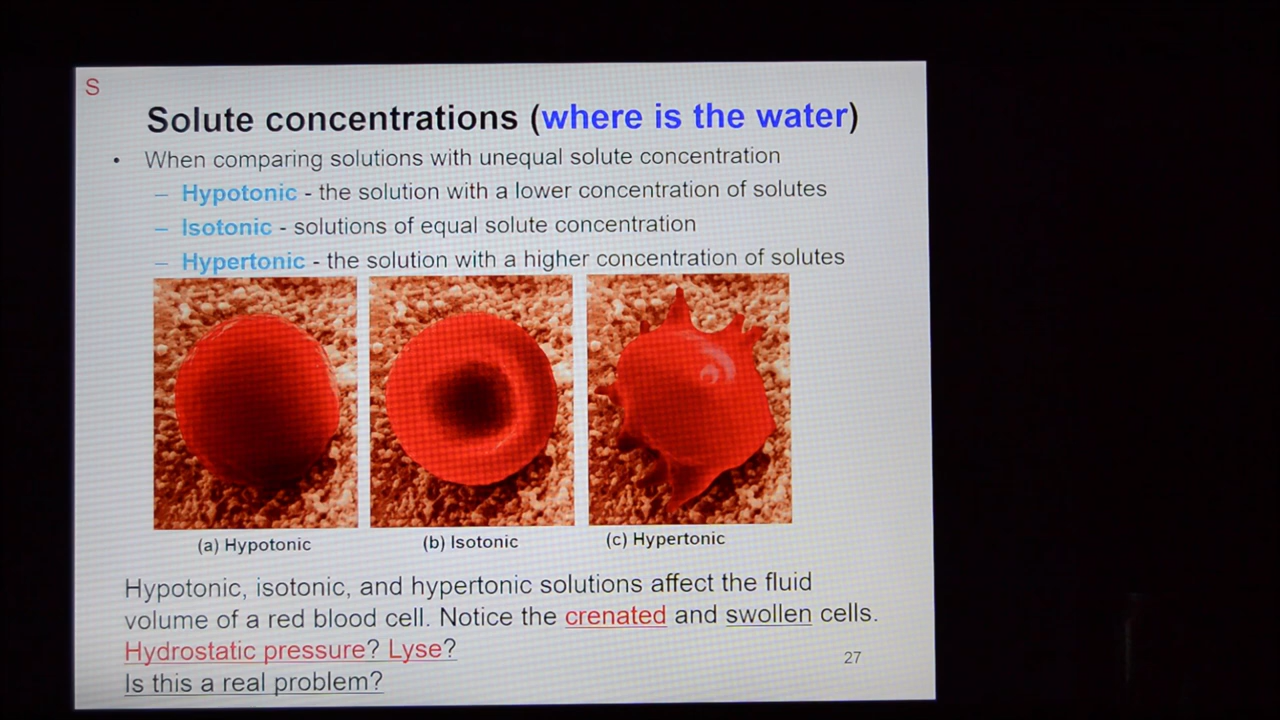 S
Solute concentrations (where is the water)
• When comparing solutions with unequal solute concentration
– Hypotonic - the solution with a lower concentration of solutes
– Isotonic - solutions of equal solute concentration
– Hypertonic - the solution with a higher concentration of solutes
(a) Hypotonic
(b) Isotonic
(c) Hypertonic
Hypotonic, isotonic, and hypertonic solutions affect the fluid
volume of a red blood cell. Notice the crenated and swollen cells.
Hydrostatic pressure? Lyse?
Is this a real problem?
27